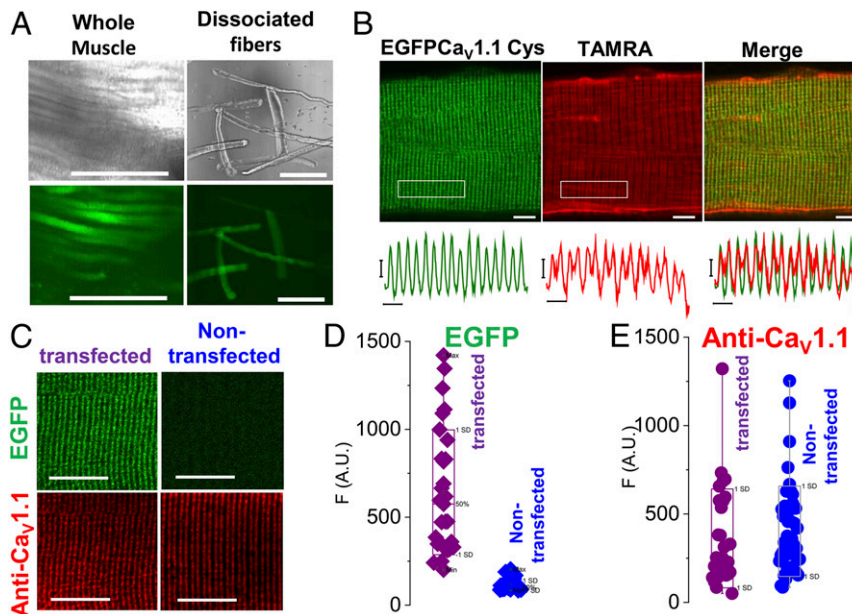 A
Whole Muscle
Dissociated fibers
B
EGFPCaV1.1 Cys
TAMRA
Merge
C
transfected
Non-transfected
EGFP
Anti-CaV1.1
D
EGFP
1500
1000
500
0
F (A.U.)
transfected
Non-transfected
Max
1 SD
50%
1 SD
Min
Max
1 SD
E
Anti-CaV1.1
1500
1000
500
0
F (A.U.)
transfected
Non-transfected
1 SD
1 SD
1 SD
1 SD